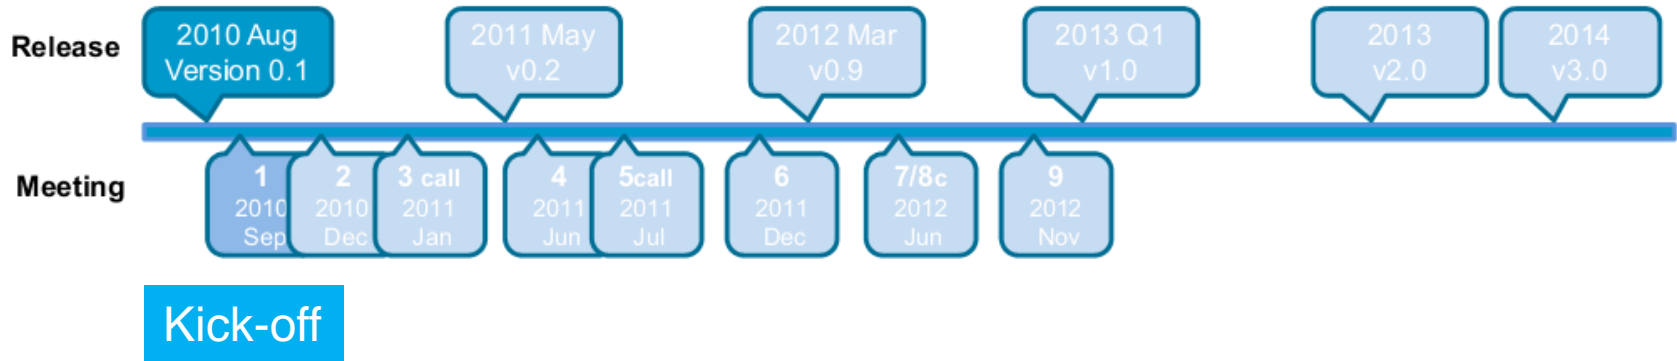 Release
2010 Aug
Version 0.1
2011 May
v0.2
2012 Mar
v0.9
2013 Q1
v1.0
2013
v2.0
2014
v3.0
Meeting
1
2010
Sep
2
2010
Dec
3 call
2011
Jan
4
2011
Jun
5call
2011
Jul
6
2011
Dec
7/8c
2012
Jun
9
2012
Nov
Kick-off